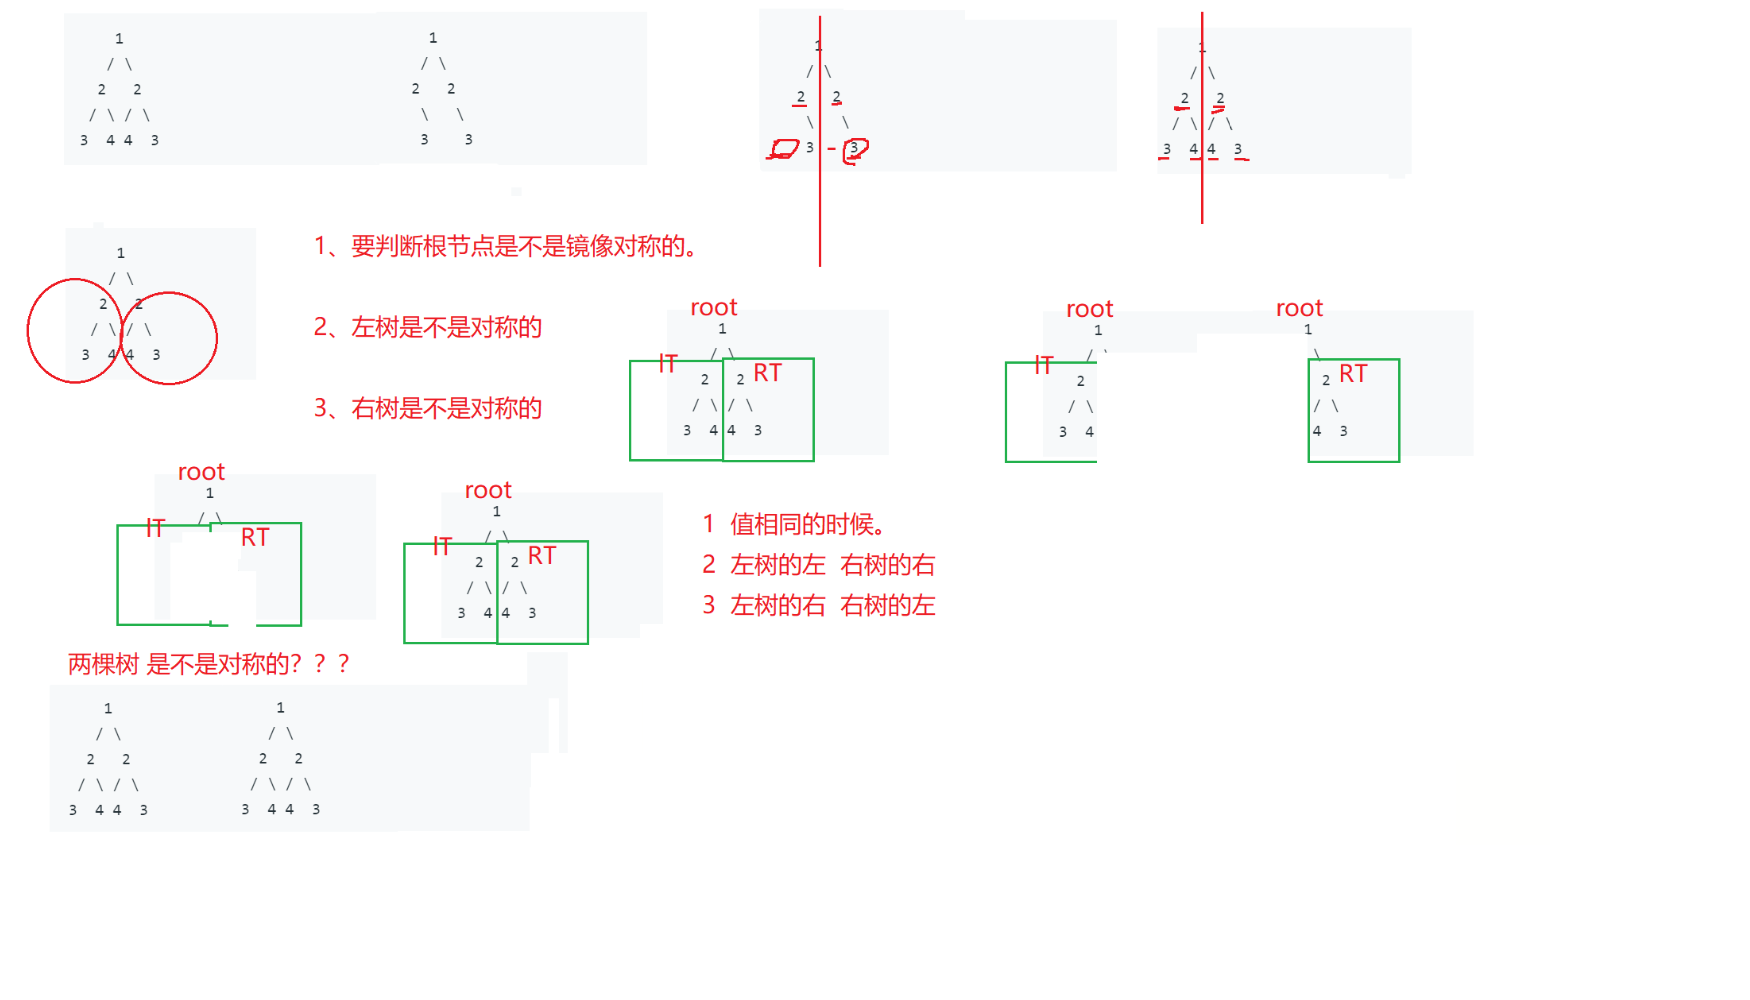 1
/ \
2 2
/ \ / \
3 4 4 3
1
/ \
2 2
\ \
3 3
1
/ \
2 2
\ \
3 - 3
1
/ \
2 2
/ \ / \
3 4 4 3
1
/ \
2 2
/ \ / \
3 4 4 3
1、要判断根节点是不是镜像对称的。
2、左树是不是对称的
3、右树是不是对称的
root
1
/ \
lT
RT
2 2
/ \ / \
3 4 4 3
root
1
/
lT
2
/ \
3 4
root
1
\
2 RT
/ \
4 3
root
1
/ \
lT
RT
root
1
/ \
lT
RT
2 2
/ \ / \
3 4 4 3
1 值相同的时候。
2 左树的左 右树的右
3 左树的右 右树的左
两棵树 是不是对称的？？？
1
/ \
2 2
/ \ / \
3 4 4 3
1
/ \
2 2
/ \ / \
3 4 4 3